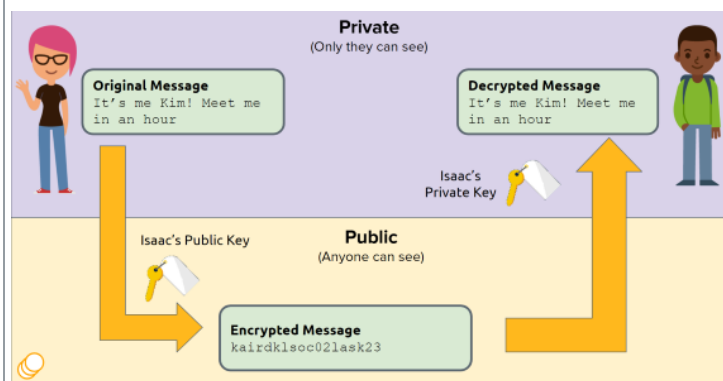 Private
(Only they can see)
Original Message
It's me Kim! Meet me
in an hour
Decrypted Message
It's me Kim! Meet me
in an hour
Isaac's
Private Key
Isaac's Public Key
Public
(Anyone can see)
Encrypted Message
kairdklsoc02lask23